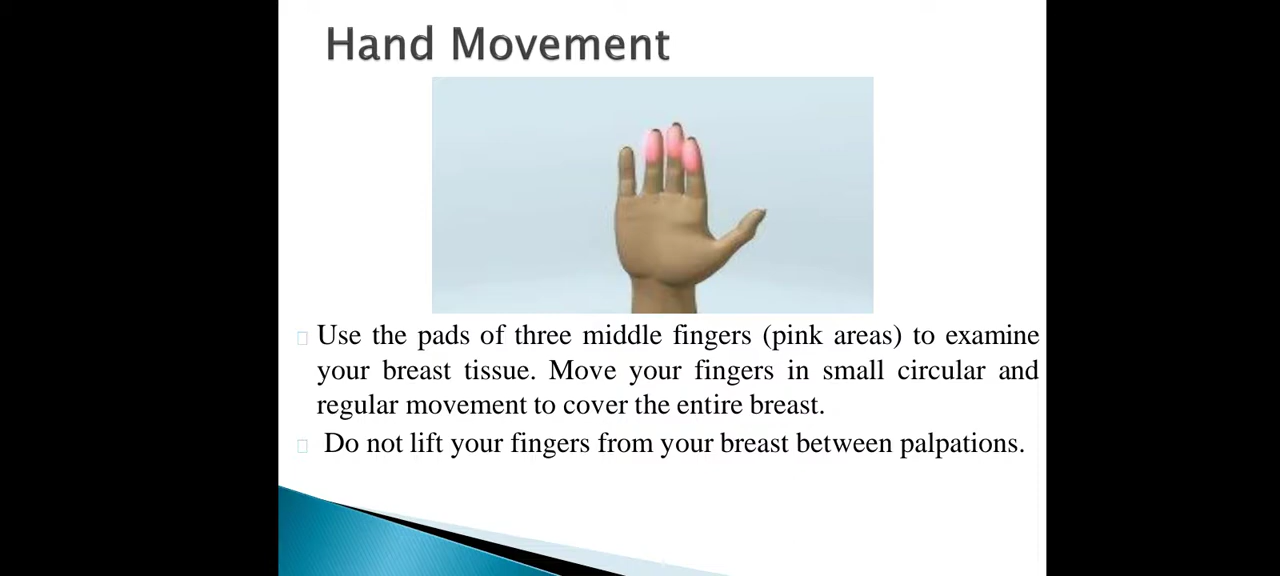 Hand Movement
Use the pads of three middle fingers (pink areas) to examine
your breast tissue. Move your fingers in small circular and
regular movement to cover the entire breast.
Do not lift your fingers from your breast between palpations.